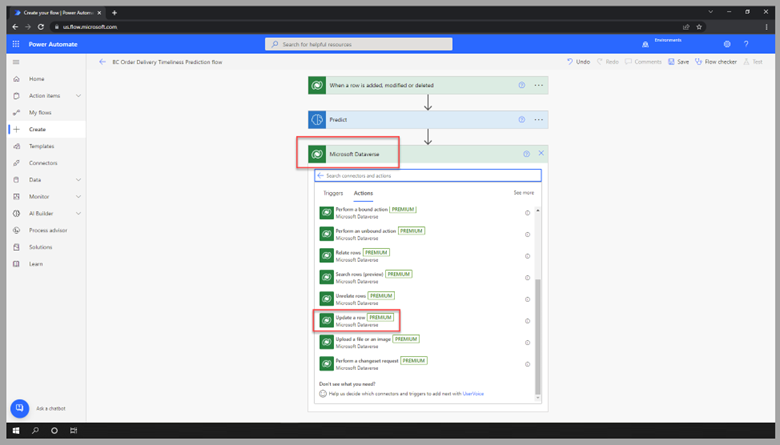 Create your flow | Power Automate
us.flow.microsoft.com
Power Automate
Search for helpful resources
Environments
BC Order Delivery Timeliness Prediction flow
Undo
Redo
Comments
Save
Flow checker
Test
Home
Action items
My flows
Create
Templates
Connectors
Data
Monitor
AI Builder
Process advisor
Solutions
Learn
Ask a chatbot
When a row is added, modified or deleted
Predict
Microsoft Dataverse
Search connectors and actions
Triggers
Actions
See more
Perform a bound action PREMIUM
Microsoft Dataverse
Perform an unbound action PREMIUM
Microsoft Dataverse
Relate rows PREMIUM
Microsoft Dataverse
Search rows (preview) PREMIUM
Microsoft Dataverse
Unrelate rows PREMIUM
Microsoft Dataverse
Update a row PREMIUM
Microsoft Dataverse
Upload a file or an image PREMIUM
Microsoft Dataverse
Perform a changeset request PREMIUM
Microsoft Dataverse
Don't see what you need?
Help us decide which connectors and triggers to add next with UserVoice